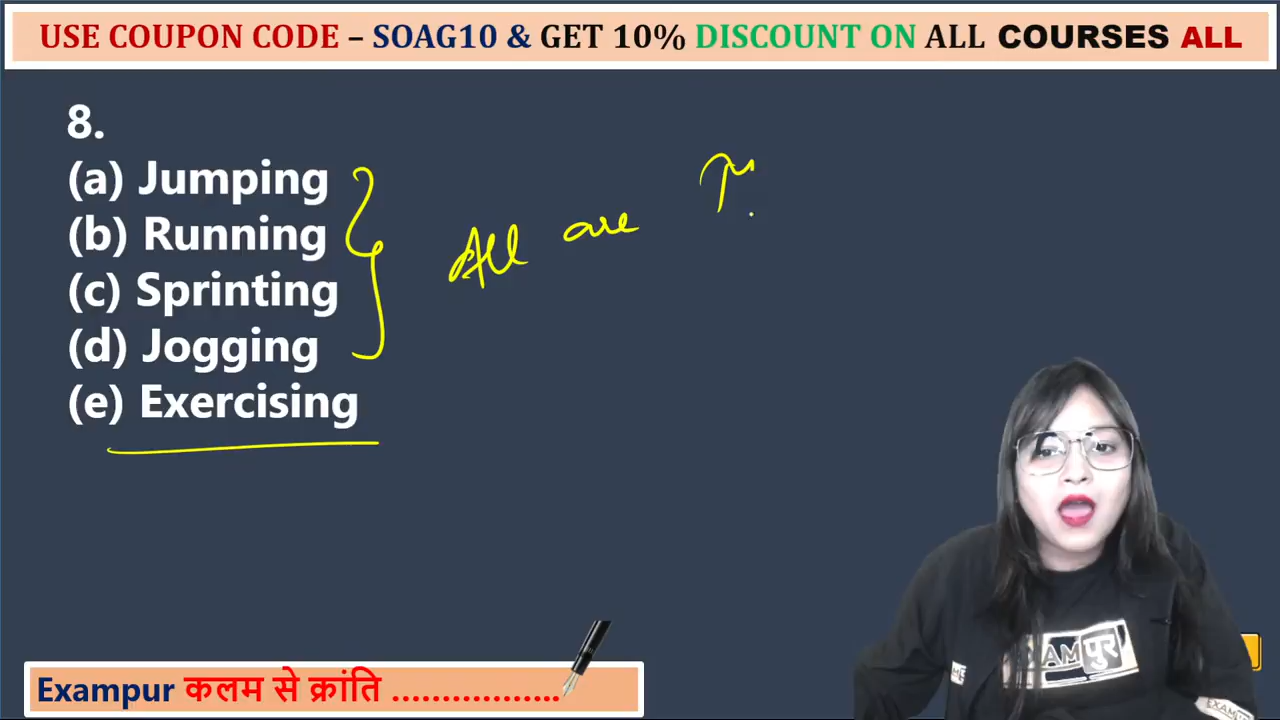 USE COUPON CODE – SOAG10 & GET 10% DISCOUNT ON ALL COURSES ALL
8.
(a) Jumping
(b) Running
(c) Sprinting
(d) Jogging
(e) Exercising
All are
Exampur कलम से क्रांति .................
EXAMपुर